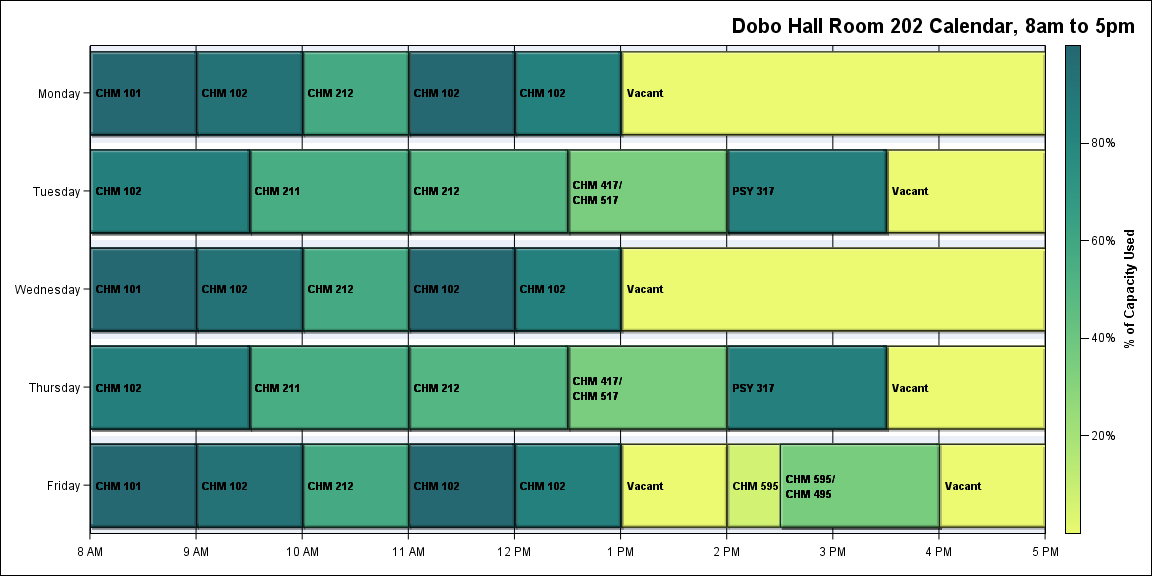 Dobo Hall Room 202 Calendar, 8am to 5pm
Monday
CHM 101
CHM 102
CHM 212
CHM 102
CHM 102
Vacant
Tuesday
CHM 102
CHM 211
CHM 212
CHM 417/
CHM 517
PSY 317
Vacant
Wednesday
CHM 101
CHM 102
CHM 212
CHM 102
CHM 102
Vacant
Thursday
CHM 102
CHM 211
CHM 212
CHM 417/
CHM 517
PSY 317
Vacant
Friday
CHM 101
CHM 102
CHM 212
CHM 102
CHM 102
Vacant
CHM 595
CHM 595/
CHM 495
Vacant
8 AM
9 AM
10 AM
11 AM
12 PM
1 PM
2 PM
3 PM
4 PM
5 PM
80%
60%
40%
20%
% of Capacity Used